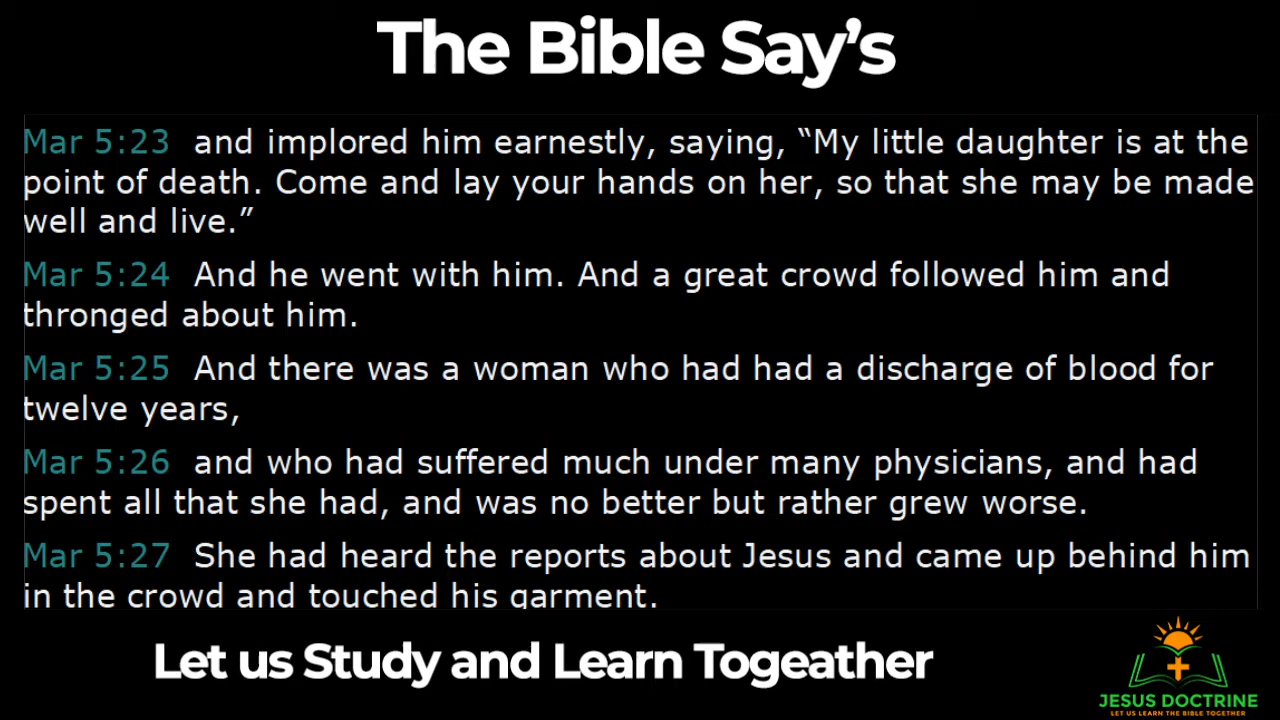 The Bible Say’s
Mar 5:23 and implored him earnestly, saying, “My little daughter is at the
point of death. Come and lay your hands on her, so that she may be made
well and live.”
Mar 5:24 And he went with him. And a great crowd followed him and
thronged about him.
Mar 5:25 And there was a woman who had had a discharge of blood for
twelve years,
Mar 5:26 and who had suffered much under many physicians, and had
spent all that she had, and was no better but rather grew worse.
Mar 5:27 She had heard the reports about Jesus and came up behind him
in the crowd and touched his garment.
Let us Study and Learn Togeather
JESUS DOCTRINE
LET US LEARN THE BIBLE TOGETHER